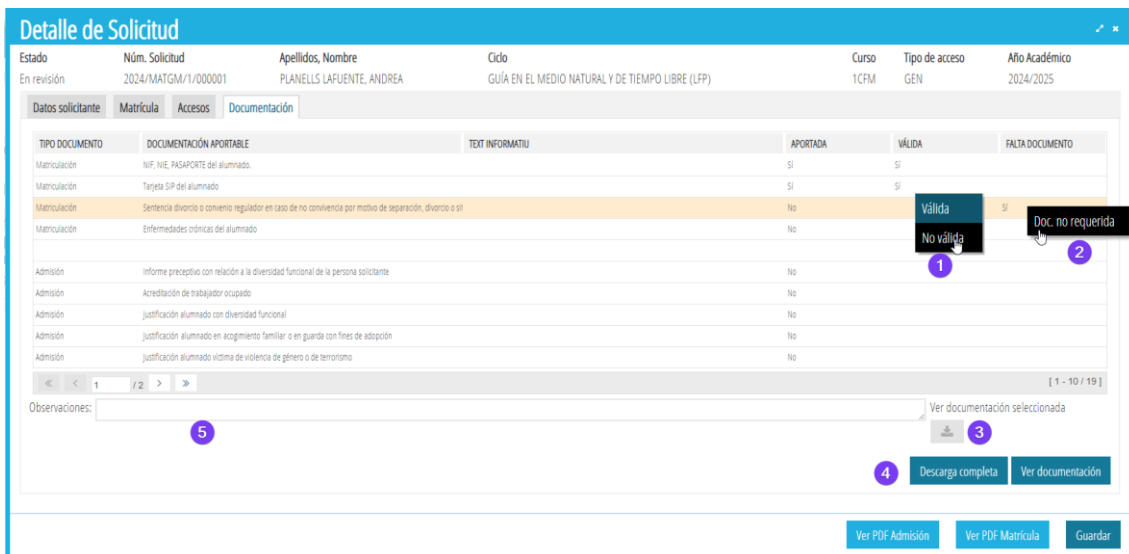 Detalle de Solicitud
Estado Núm. Solicitud Apellidos, Nombre Ciclo Curso Tipo de acceso Año Académico
En revisión 2024/MATGM/1/000001 PLANELLS LAFUENTE, ANDREA GUÍA EN EL MEDIO NATURAL Y DE TIEMPO LIBRE (LFP) 1CFM GEN 2024/2025
Datos solicitante Matrícula Accesos Documentación
TIPO DOCUMENTO DOCUMENTACIÓN APORTABLE TEXT INFORMATIU APORTADA VÁLIDA FALTA DOCUMENTO
Matriculación NIF, NIE, PASAPORTE del alumnado. Sí Sí
Matriculación Tarjeta SIP del alumnado Sí Sí
Matriculación Sentencia divorcio o convenio regulador en caso de no convivencia por motivo de separación, divorcio o sit No Válida Sí Doc. no requerida
Matriculación Enfermedades crónicas del alumnado No No válida
1 2
Admisión Informe preceptivo con relación a la diversidad funcional de la persona solicitante No
Admisión Acreditación de trabajador ocupado No
Admisión Justificación alumnado con diversidad funcional No
Admisión Justificación alumnado en acogimiento familiar o en guarda con fines de adopción No
Admisión Justificación alumnado víctima de violencia de género o de terrorismo No
« < 1 / 2 > » [ 1 - 10 / 19 ]
Observaciones: Ver documentación seleccionada
5 3
4 Descarga completa Ver documentación
Ver PDF Admisión Ver PDF Matrícula Guardar